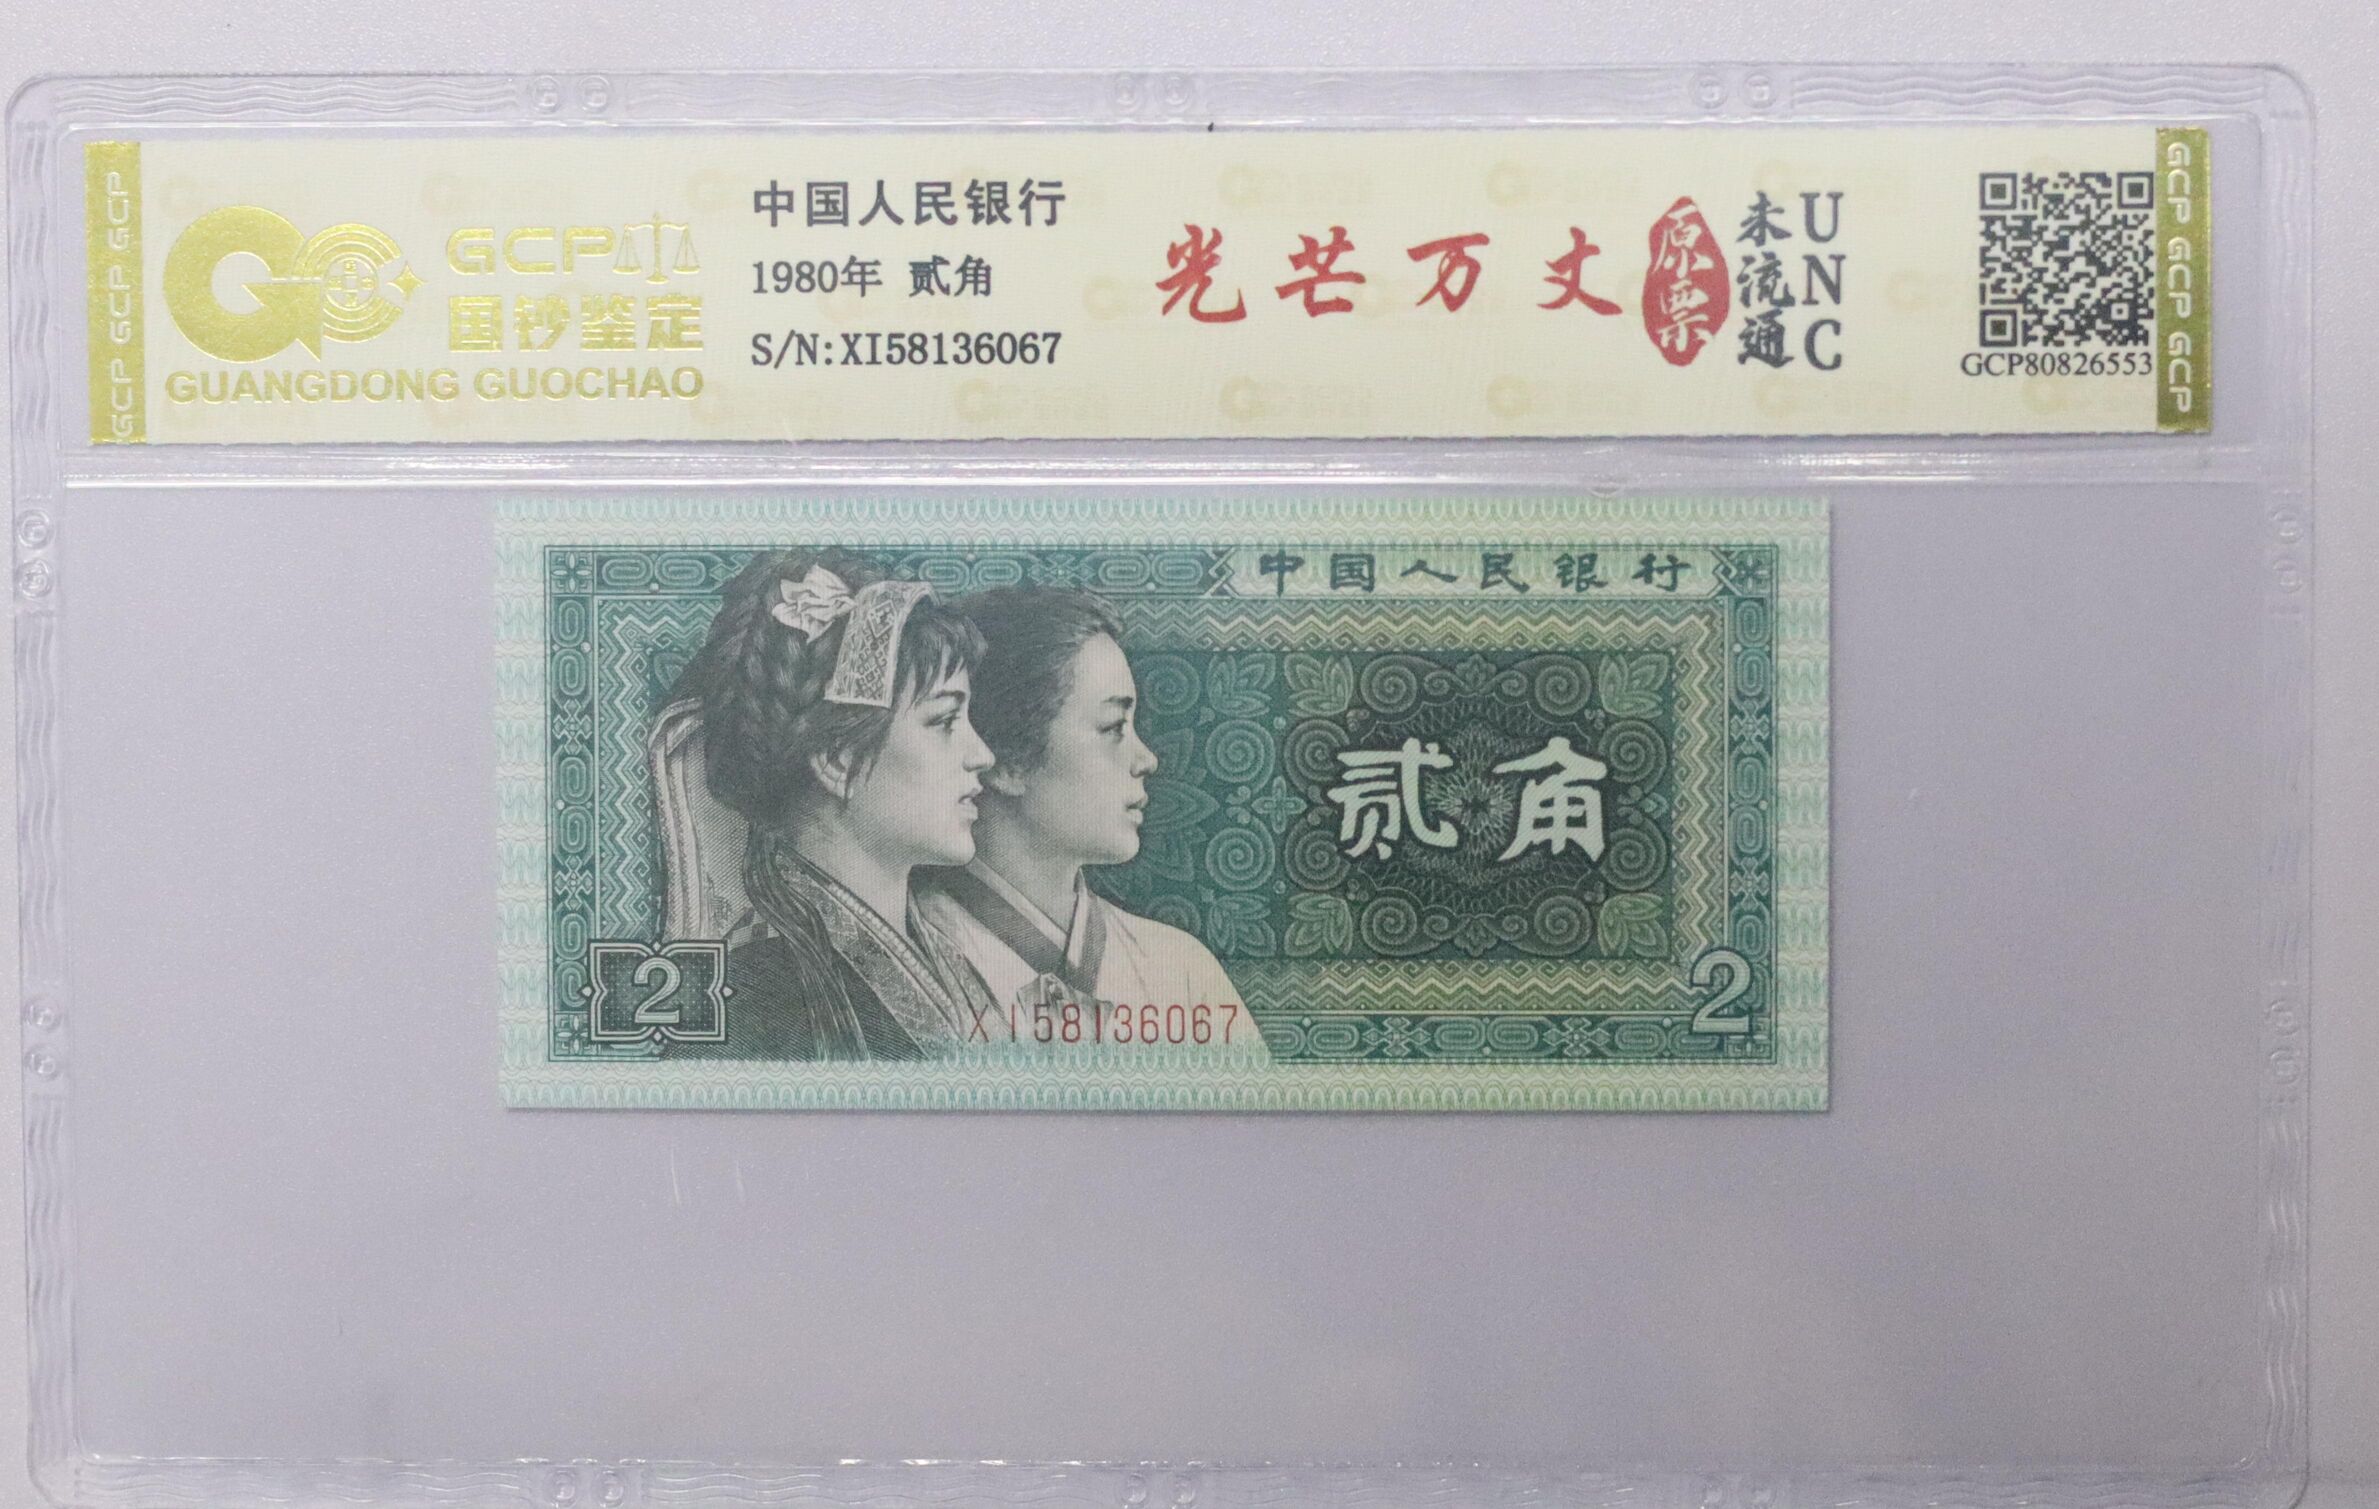 GCP GCP GCP
GCP
国钞鉴定
GUANGDONG GUOCHAO
中国人民银行
1980年 贰角
S/N:XI58136067
光芒万丈
原票
未流通
UNC
GCP80826553
GCP GCP GCP
中国人民银行
贰角
2
XI58136067
2